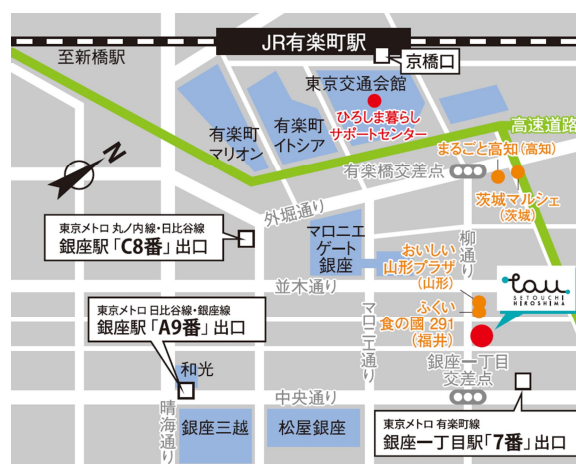 JR有楽町駅
至新橋駅
京橋口
東京交通会館
ひろしま暮らし
サポートセンター
有楽町
マリオン
有楽町
イトシア
高速道路
まるごと高知(高知)
有楽橋交差点
茨城マルシェ
(茨城)
N
外堀通り
東京メトロ 丸ノ内線・日比谷線
銀座駅「C8番」出口
マロニエ
ゲート
銀座
柳通り
おいしい
山形プラザ
(山形)
並木通り
tau
SETOUCHI
HIROSHIMA
ふくい
食の國 291
(福井)
東京メトロ 日比谷線・銀座線
銀座駅「A9番」出口
マロニエ通り
銀座一丁目
交差点
和光
中央通り
晴海通り
銀座三越
松屋銀座
東京メトロ 有楽町線
銀座一丁目駅「7番」出口